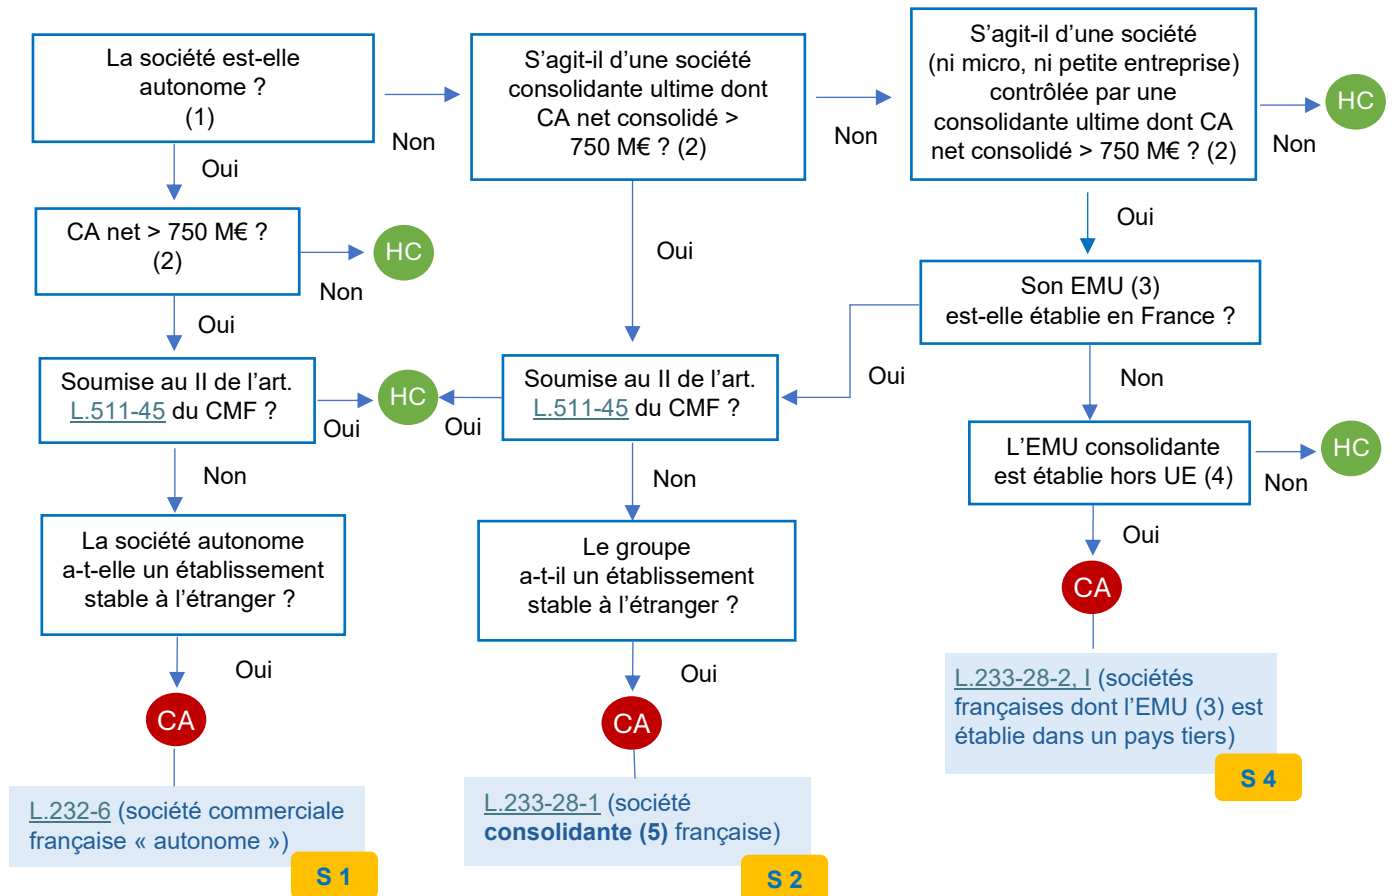 La société est-elle
autonome ?
(1)
Non
Oui
CA net > 750 M€ ?
(2)
HC
Non
Oui
Soumise au II de l’art.
L.511-45 du CMF ?
HC
Oui
Non
La société autonome
a-t-elle un établissement
stable à l’étranger ?
Oui
CA
L.232-6 (société commerciale
française « autonome »)
S 1
S’agit-il d’une société
consolidante ultime dont
CA net consolidé >
750 M€ ? (2)
Non
Oui
Soumise au II de l’art.
L.511-45 du CMF ?
Oui
Non
Le groupe
a-t-il un établissement
stable à l’étranger ?
Oui
CA
L.233-28-1 (société
consolidante (5) française)
S 2
S’agit-il d’une société
(ni micro, ni petite entreprise)
contrôlée par une
consolidante ultime dont CA
net consolidé > 750 M€ ? (2)
HC
Non
Oui
Son EMU (3)
est-elle établie en France ?
Oui
Non
L’EMU consolidante
est établie hors UE (4)
HC
Non
Oui
CA
L.233-28-2, I (sociétés
françaises dont l’EMU (3) est
établie dans un pays tiers)
S 4